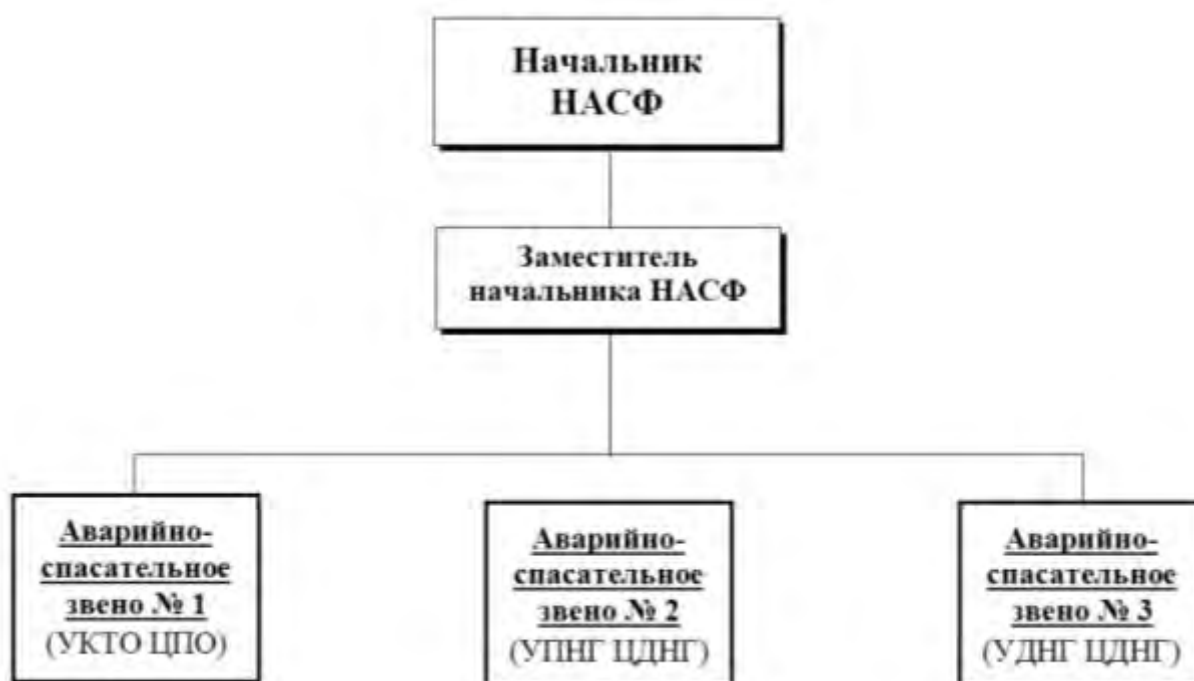 Начальник
НАСФ
Заместитель
начальника НАСФ
Аварийно-
спасательное
звено № 1
(УКТО ЦПО)
Аварийно-
спасательное
звено № 2
(УПНГ ЦДНГ)
Аварийно-
спасательное
звено № 3
(УДНГ ЦДНГ)